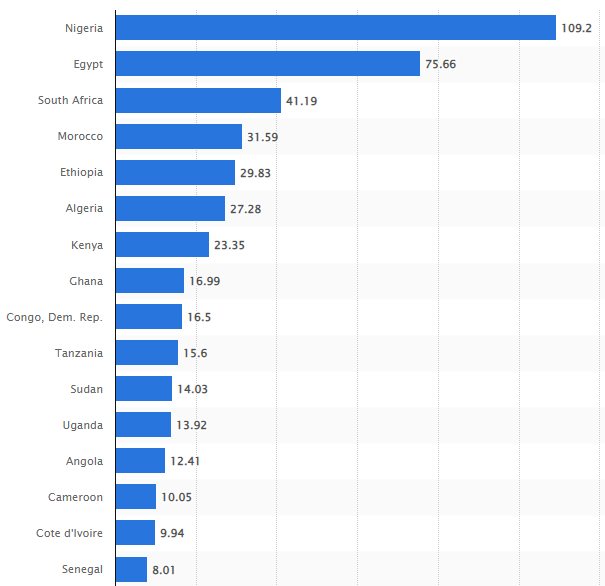 Nigeria 109.2
Egypt 75.66
South Africa 41.19
Morocco 31.59
Ethiopia 29.83
Algeria 27.28
Kenya 23.35
Ghana 16.99
Congo, Dem. Rep. 16.5
Tanzania 15.6
Sudan 14.03
Uganda 13.92
Angola 12.41
Cameroon 10.05
Cote d'Ivoire 9.94
Senegal 8.01